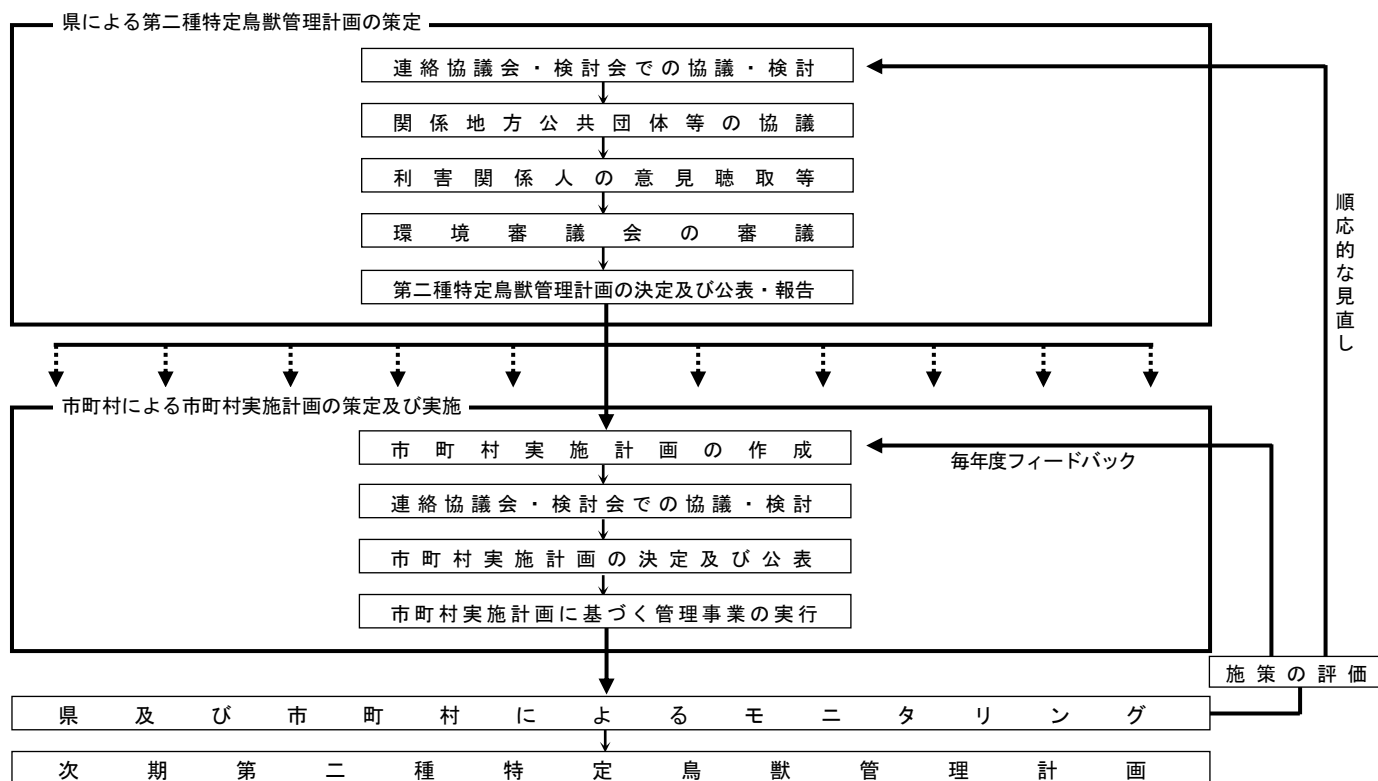 県による第二種特定鳥獣管理計画の策定
連絡協議会・検討会での協議・検討
関係地方公共団体等の協議
利害関係人の意見聴取等
環境審議会の審議
第二種特定鳥獣管理計画の決定及び公表・報告
順応的な見直し
市町村による市町村実施計画の策定及び実施
市町村実施計画の作成
毎年度フィードバック
連絡協議会・検討会での協議・検討
市町村実施計画の決定及び公表
市町村実施計画に基づく管理事業の実行
施策の評価
県及び市町村によるモニタリング
次期第二種特定鳥獣管理計画